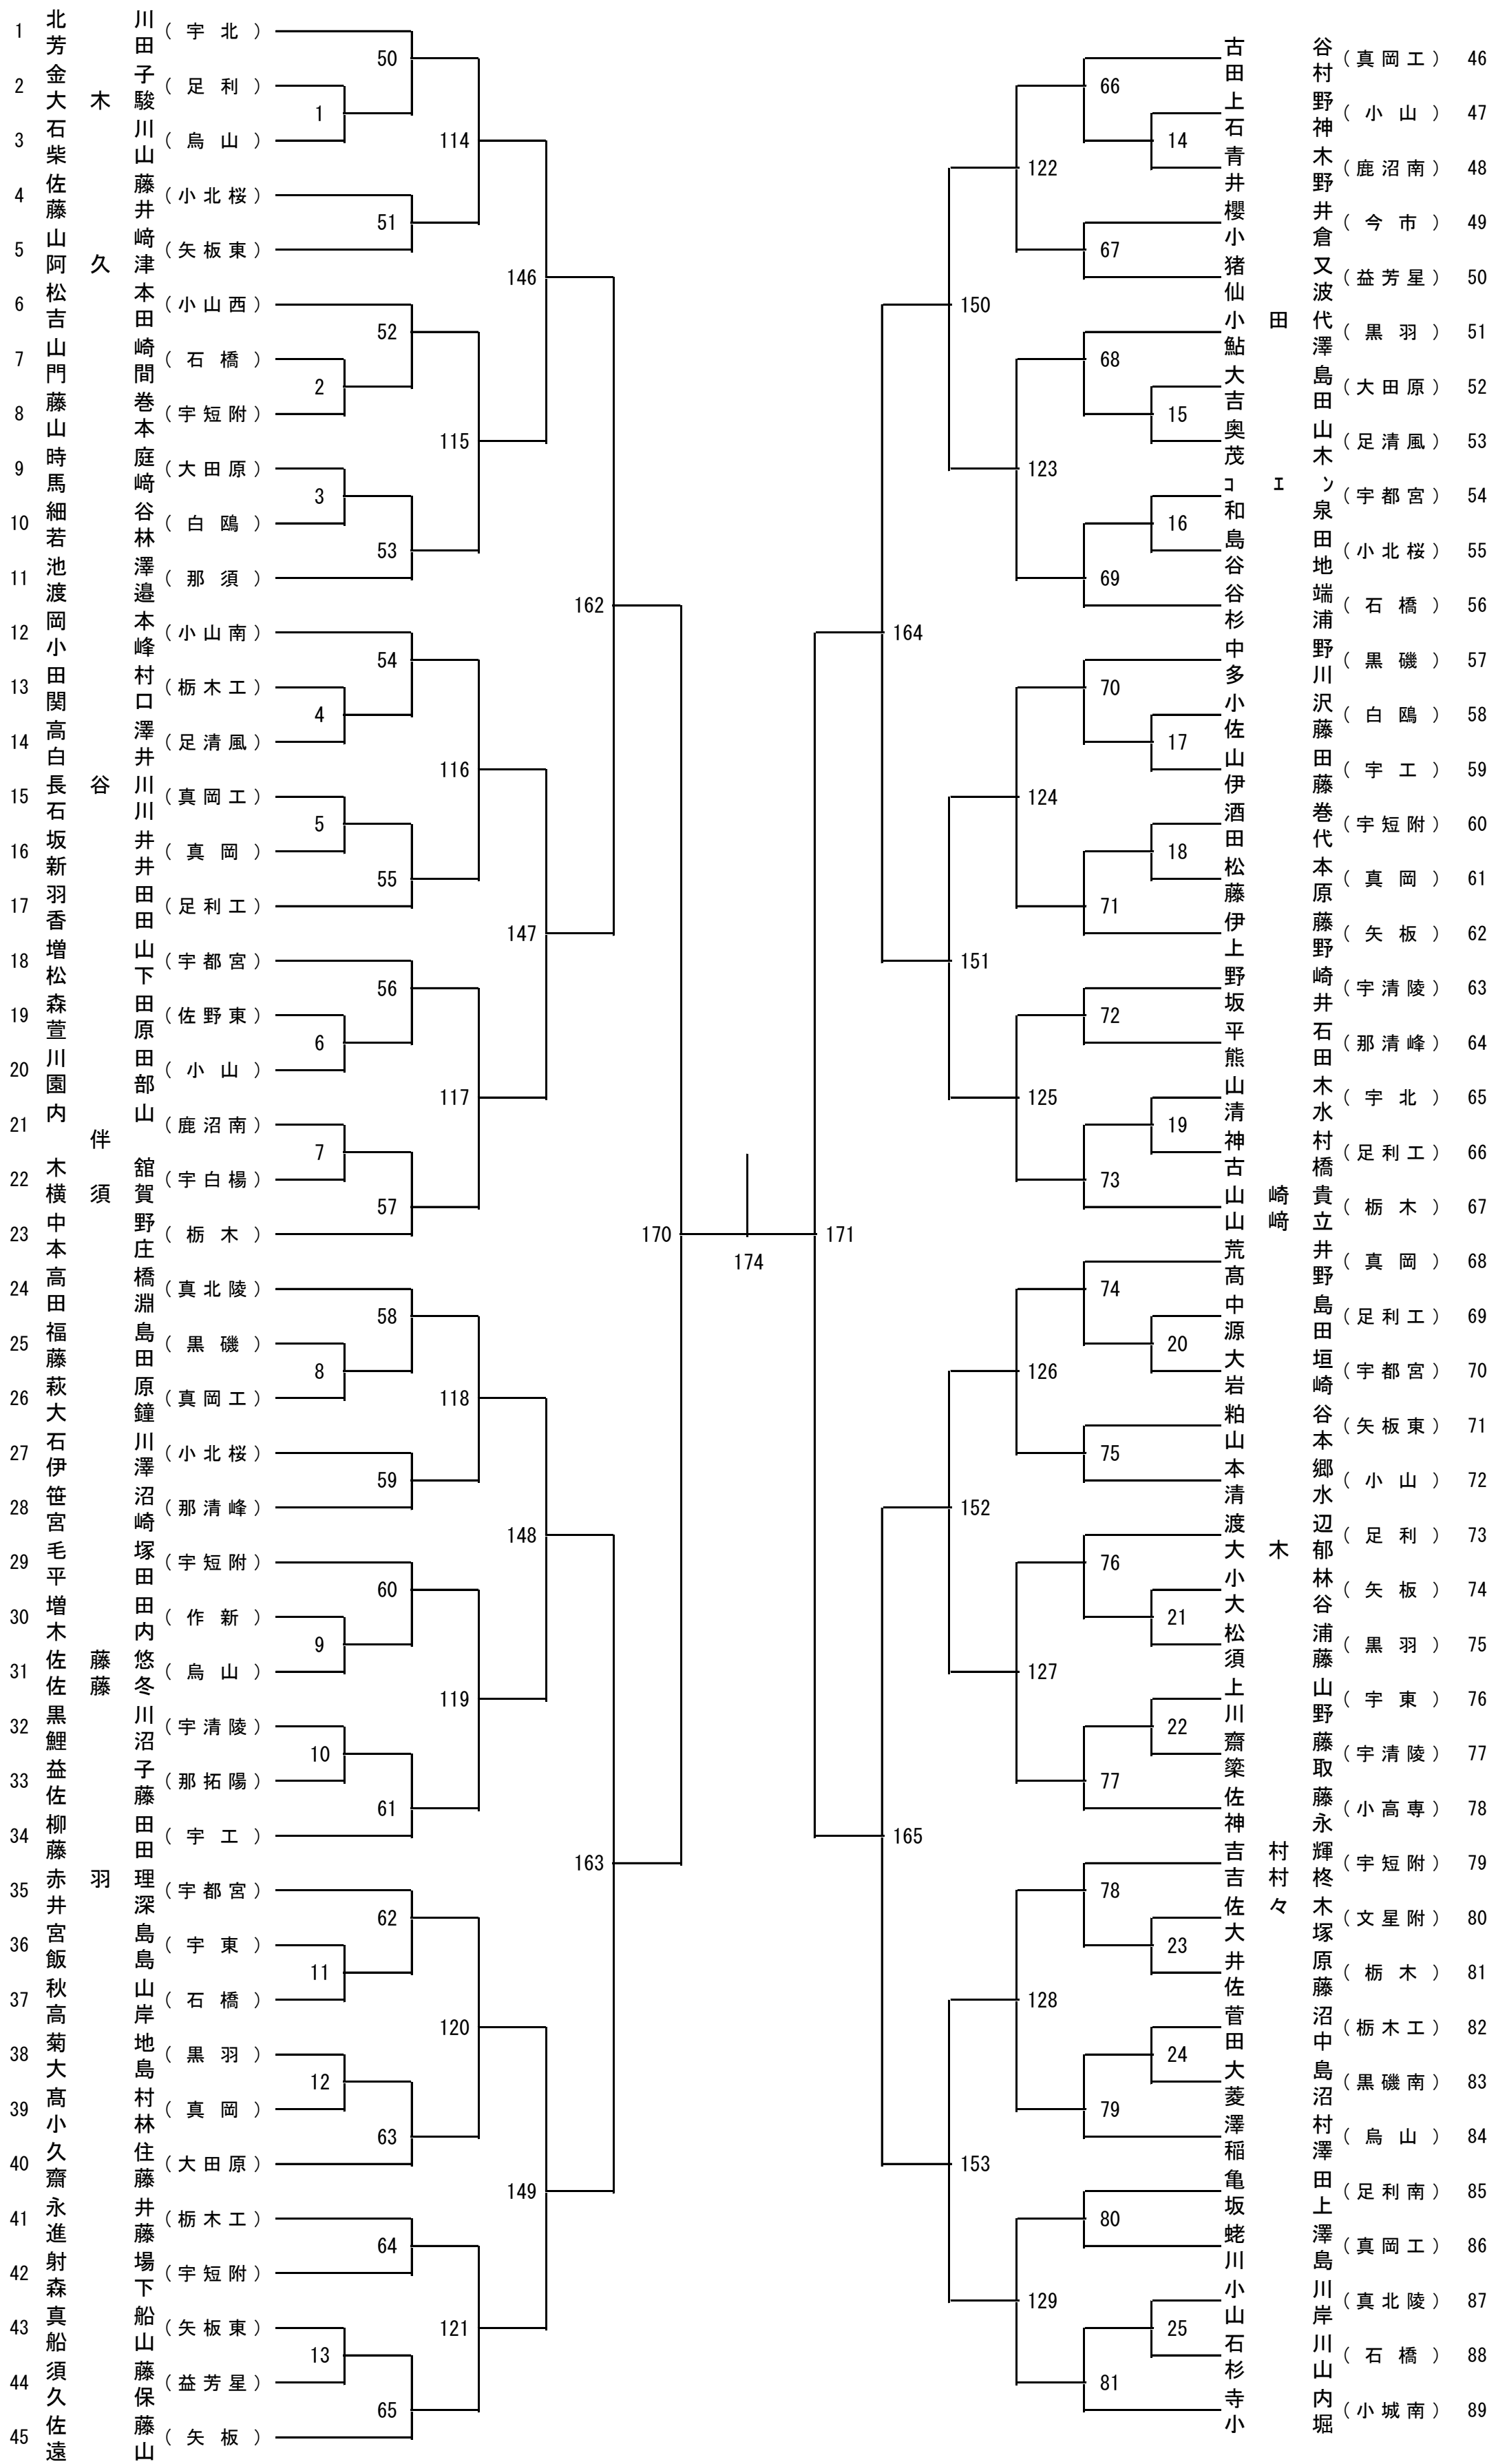 1 北川 芳田 (宇北)
2 金子 大木駿 (足利)
3 石川 柴山 (烏山)
4 佐藤 藤井 (小北桜)
5 山﨑 阿久津 (矢板東)
6 松本 吉田 (小山西)
7 山崎 門間 (石橋)
8 藤巻 山本 (宇短附)
9 時庭 馬﨑 (大田原)
10 細谷 若林 (白鴎)
11 池澤 渡邉 (那須)
12 岡本 小峰 (小山南)
13 田村 関口 (栃木工)
14 高澤 白井 (足清風)
15 長谷川 石川 (真岡工)
16 坂井 新井 (真岡)
17 羽田 香田 (足利工)
18 増山 松下 (宇都宮)
19 森田 萱原 (佐野東)
20 川田 園部 (小山)
21 内山 伴 (鹿沼南)
22 木舘 横須賀 (宇白楊)
23 中野 本庄 (栃木)
24 高橋 田淵 (真北陵)
25 福島 藤田 (黒磯)
26 萩原 大鐘 (真岡工)
27 石川 伊澤 (小北桜)
28 笹沼 宮崎 (那清峰)
29 毛塚 平田 (宇短附)
30 増田 木内 (作新)
31 佐藤悠 佐藤冬 (烏山)
32 黒川 鯉沼 (宇清陵)
33 益子 佐藤 (那拓陽)
34 柳田 藤田 (宇工)
35 赤羽理 井深 (宇都宮)
36 宮島 飯島 (宇東)
37 秋山 高岸 (石橋)
38 菊地 大島 (黒羽)
39 髙村 小林 (真岡)
40 久住 齋藤 (大田原)
41 永井 進藤 (栃木工)
42 射場 森下 (宇短附)
43 真船 船山 (矢板東)
44 須藤 久保 (益芳星)
45 佐藤 遠山 (矢板)
1
2
3
4
5
6
7
8
9
10
11
12
13
50
51
52
53
54
55
56
57
58
59
60
61
62
63
64
65
114
115
116
117
118
119
120
121
146
147
148
149
162
163
170
174
171
164
165
150
151
152
153
122
123
124
125
126
127
128
129
66
67
68
69
70
71
72
73
74
75
76
77
78
79
80
81
14
15
16
17
18
19
20
21
22
23
24
25
古谷 田村 (真岡工) 46
上野 石神 (小山) 47
青木 井野 (鹿沼南) 48
櫻井 小倉 (今市) 49
猪又 仙波 (益芳星) 50
小田代 鮎澤 (黒羽) 51
大島 吉田 (大田原) 52
奥山 茂木 (足清風) 53
コエン 和泉 (宇都宮) 54
島田 谷地 (小北桜) 55
谷端 杉浦 (石橋) 56
中野 多川 (黒磯) 57
小沢 佐藤 (白鴎) 58
山田 伊藤 (宇工) 59
酒巻 田代 (宇短附) 60
松本 藤原 (真岡) 61
伊藤 上野 (矢板) 62
野崎 坂井 (宇清陵) 63
平石 熊田 (那清峰) 64
山木 清水 (宇北) 65
神村 古橋 (足利工) 66
山崎貴 山﨑立 (栃木) 67
荒井 髙野 (真岡) 68
中島 源田 (足利工) 69
大垣 岩崎 (宇都宮) 70
粕谷 山本 (矢板東) 71
本郷 清水 (小山) 72
渡辺 大木郁 (足利) 73
小林 大谷 (矢板) 74
松浦 須藤 (黒羽) 75
上山 川野 (宇東) 76
齋藤 簗取 (宇清陵) 77
佐藤 神永 (小高専) 78
吉村輝 吉村柊 (宇短附) 79
佐々木 大塚 (文星附) 80
井原 佐藤 (栃木) 81
菅沼 田中 (栃木工) 82
大島 菱沼 (黒磯南) 83
澤村 稲澤 (烏山) 84
亀田 坂上 (足利南) 85
蛯澤 川島 (真岡工) 86
小川 山岸 (真北陵) 87
石川 杉山 (石橋) 88
寺内 小堀 (小城南) 89